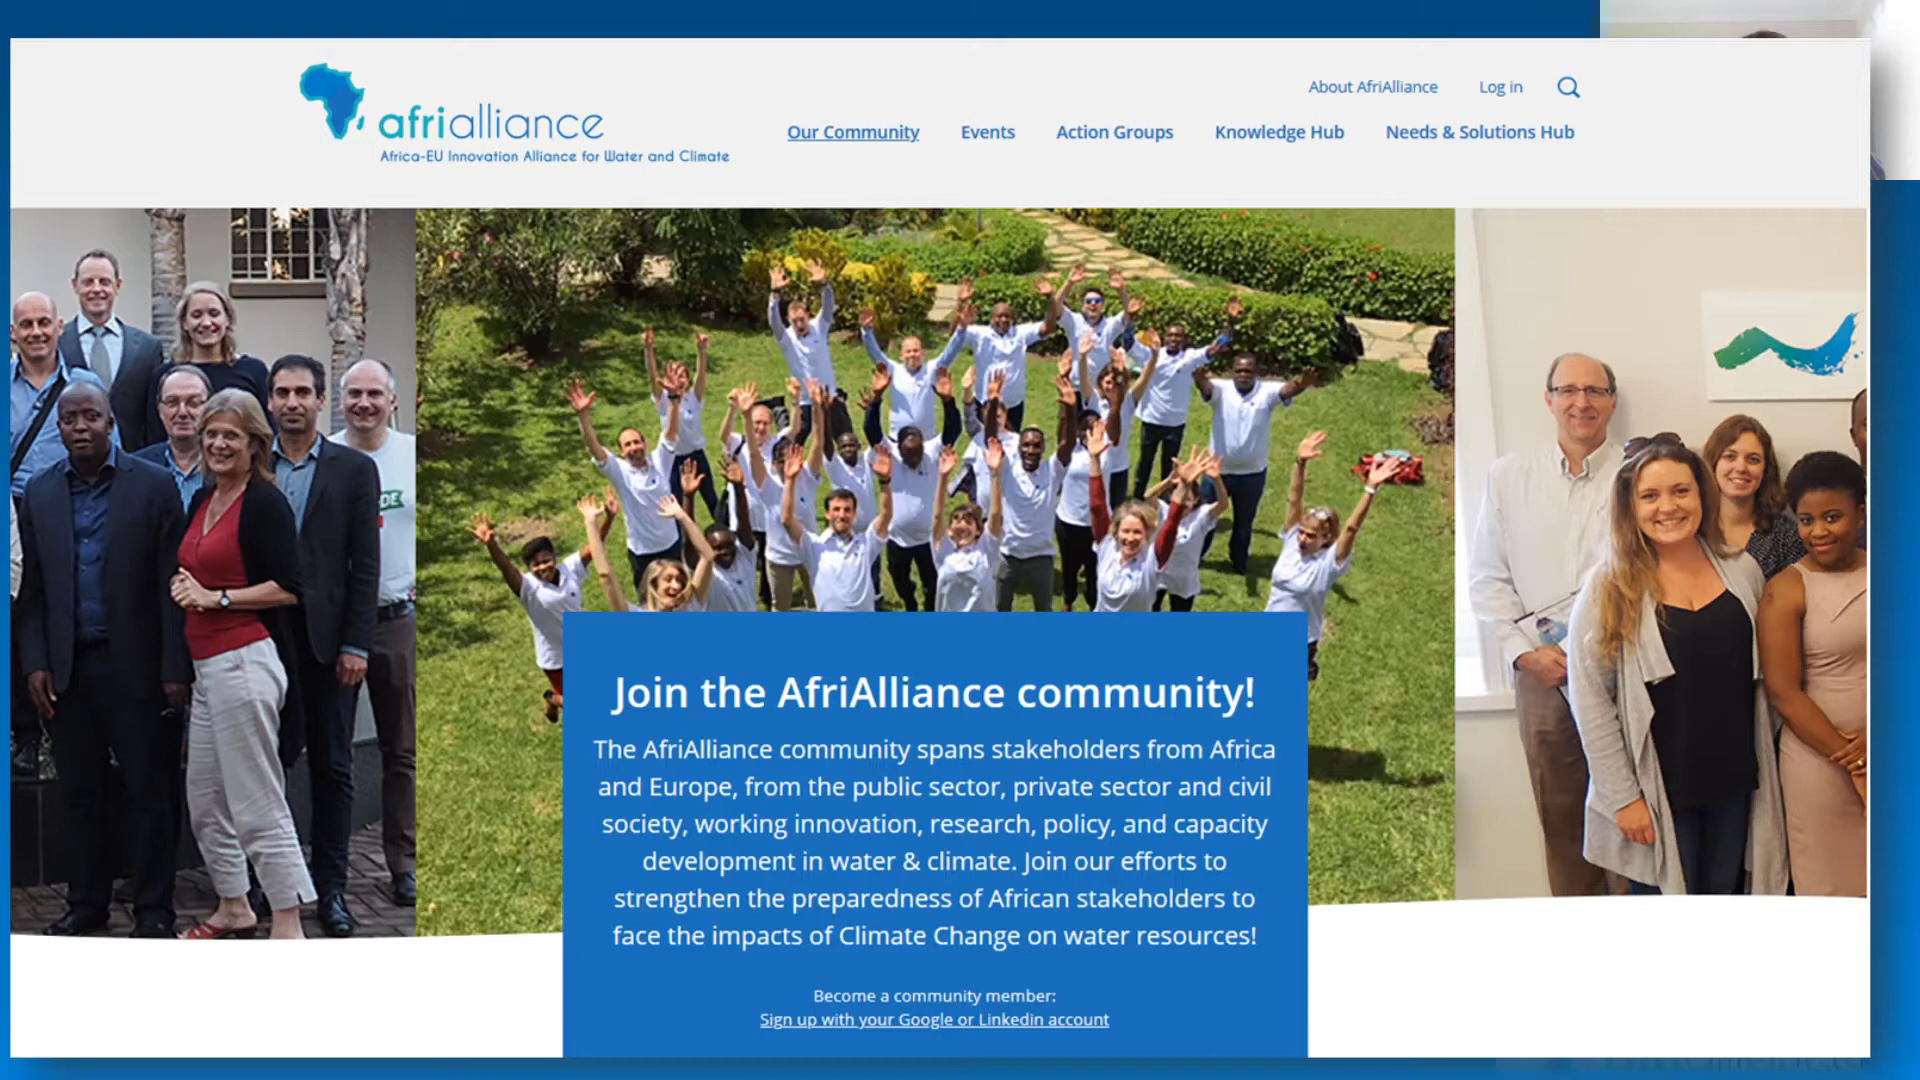 About AfriAlliance Log in
afrialliance
Africa-EU Innovation Alliance for Water and Climate
Our Community Events Action Groups Knowledge Hub Needs & Solutions Hub
DE
Join the AfriAlliance community!
The AfriAlliance community spans stakeholders from Africa
and Europe, from the public sector, private sector and civil
society, working innovation, research, policy, and capacity
development in water & climate. Join our efforts to
strengthen the preparedness of African stakeholders to
face the impacts of Climate Change on water resources!
Become a community member:
Sign up with your Google or Linkedin account